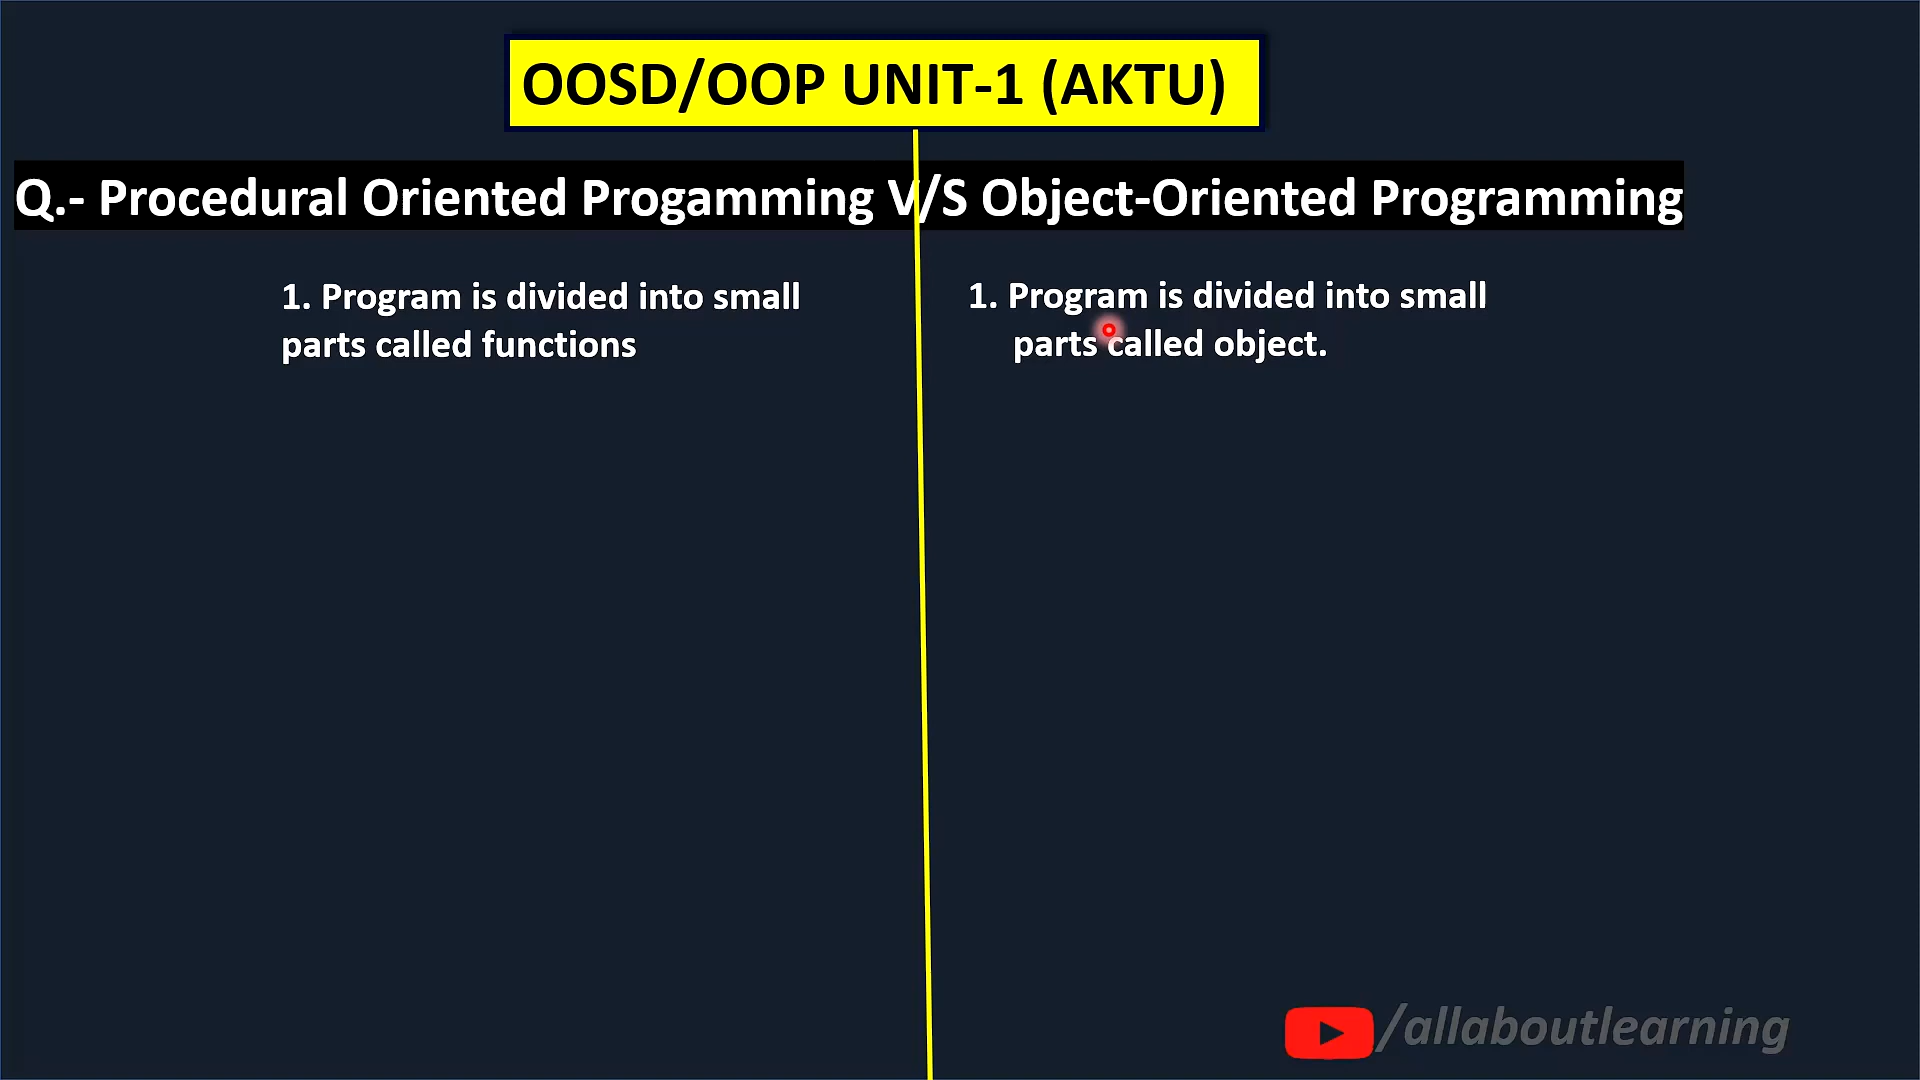 OOSD/OOP UNIT-1 (AKTU)
Q.- Procedural Oriented Progamming V/S Object-Oriented Programming
1. Program is divided into small
parts called functions
1. Program is divided into small
parts called object.
/allaboutlearning